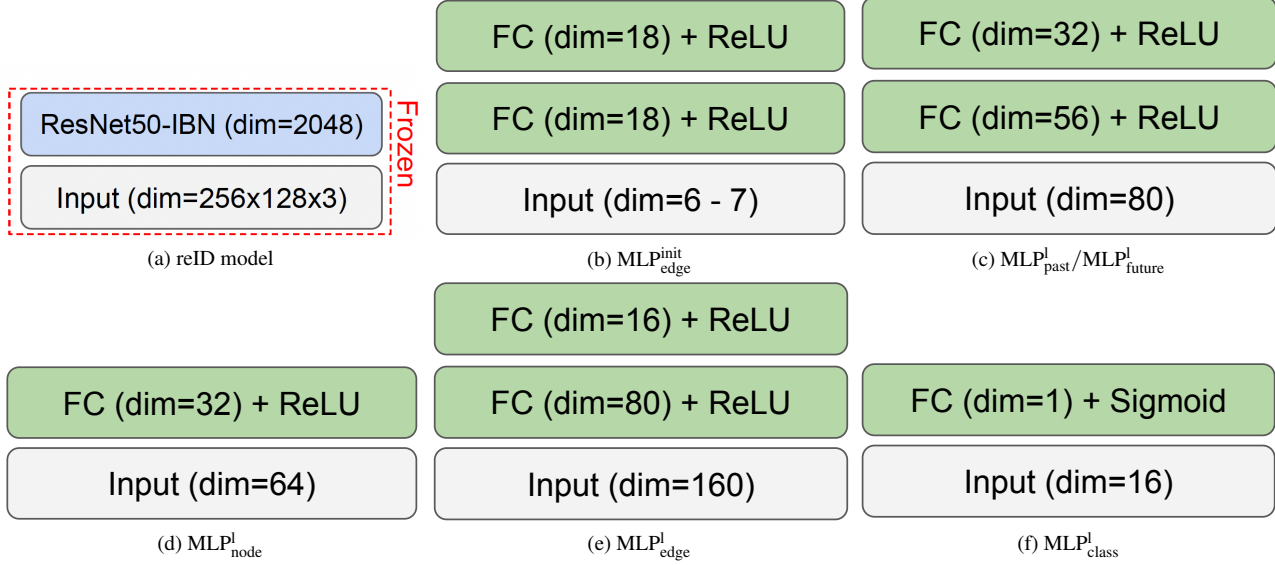 ResNet50-IBN (dim=2048)
Input (dim=256x128x3)
Frozen
(a) reID model
FC (dim=18) + ReLU
FC (dim=18) + ReLU
Input (dim=6 - 7)
(b) MLP^init_edge
FC (dim=32) + ReLU
FC (dim=56) + ReLU
Input (dim=80)
(c) MLP^l_past/MLP^l_future
FC (dim=32) + ReLU
Input (dim=64)
(d) MLP^l_node
FC (dim=16) + ReLU
FC (dim=80) + ReLU
Input (dim=160)
(e) MLP^l_edge
FC (dim=1) + Sigmoid
Input (dim=16)
(f) MLP^l_class